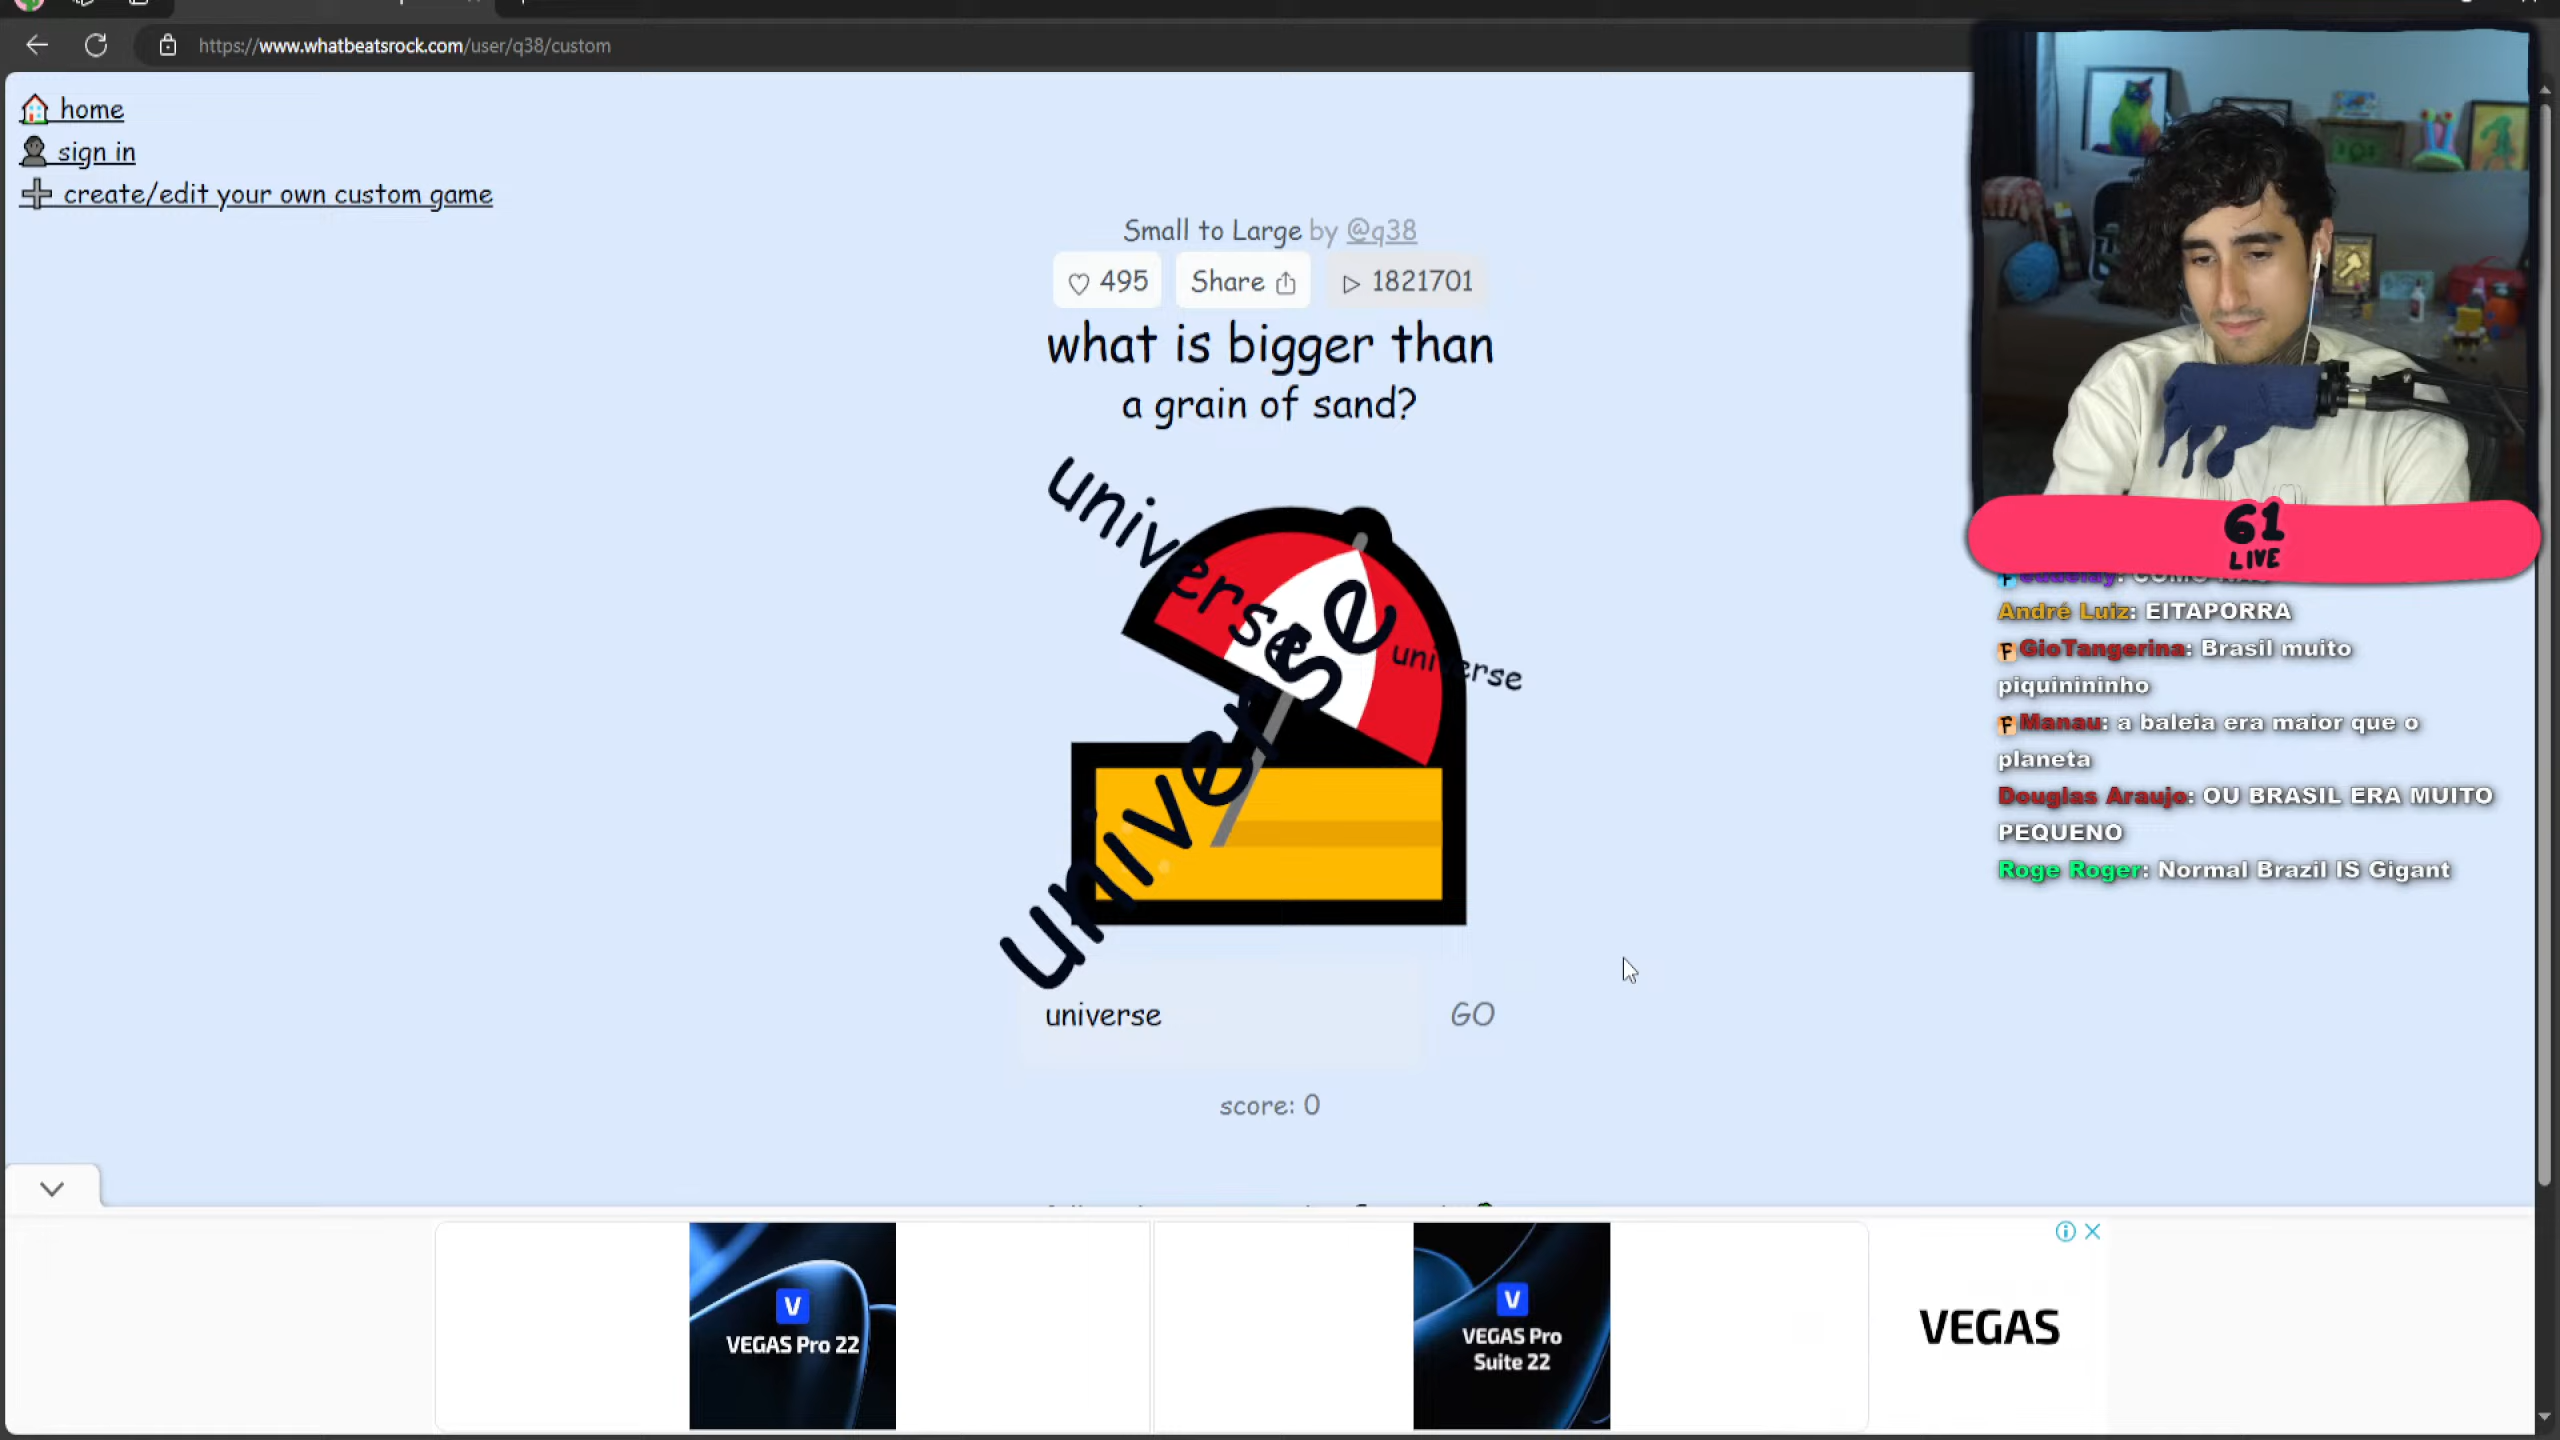 https://www.whatbeatsrock.com/user/q38/custom
home
sign in
create/edit your own custom game
Small to Large by @q38
495
Share
1821701
what is bigger than
a grain of sand?
universe
universe
universe
universe
GO
score: 0
61
LIVE
André Luiz: EITAPORRA
GioTangerina: Brasil muito
piquinininho
Manau: a baleia era maior que o
planeta
Douglas Araujo: OU BRASIL ERA MUITO
PEQUENO
Roge Roger: Normal Brazil IS Gigant
V
VEGAS Pro 22
V
VEGAS Pro
Suite 22
VEGAS